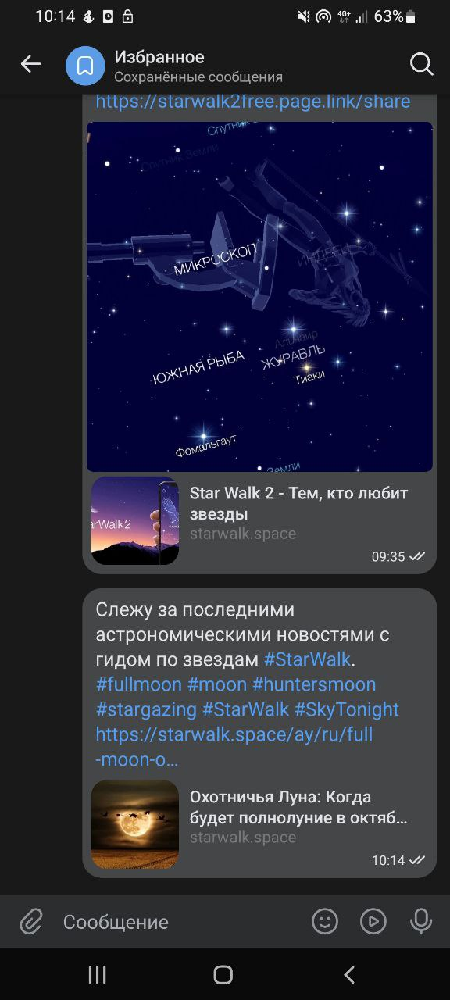 10:14
4G+
63%
Избранное
Сохранённые сообщения
https://starwalk2free.page.link/share
Спутник
Спутник Земли
МИКРОСКОП
ИНДЕЕЦ
Альнаир
ЖУРАВЛЬ
ЮЖНАЯ РЫБА
Тиаки
Фомальгаут
Земли
arWalk2
Star Walk 2 - Тем, кто любит
звезды
starwalk.space
09:35
Слежу за последними
астрономическими новостями с
гидом по звездам #StarWalk.
#fullmoon #moon #huntersmoon
#stargazing #StarWalk #SkyTonight
https://starwalk.space/ay/ru/full
-moon-o...
Охотничья Луна: Когда
будет полнолуние в октяб...
starwalk.space
10:14
Сообщение